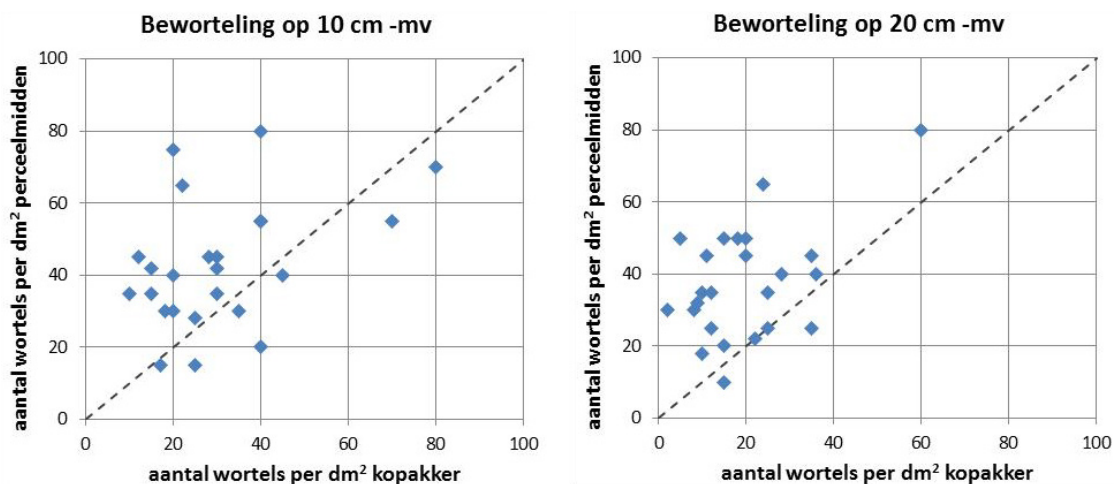 Beworteling op 10 cm -mv
aantal wortels per dm² perceelmidden
100
80
60
40
20
0
0 20 40 60 80 100
aantal wortels per dm² kopakker
Beworteling op 20 cm -mv
aantal wortels per dm² perceelmidden
100
80
60
40
20
0
0 20 40 60 80 100
aantal wortels per dm² kopakker